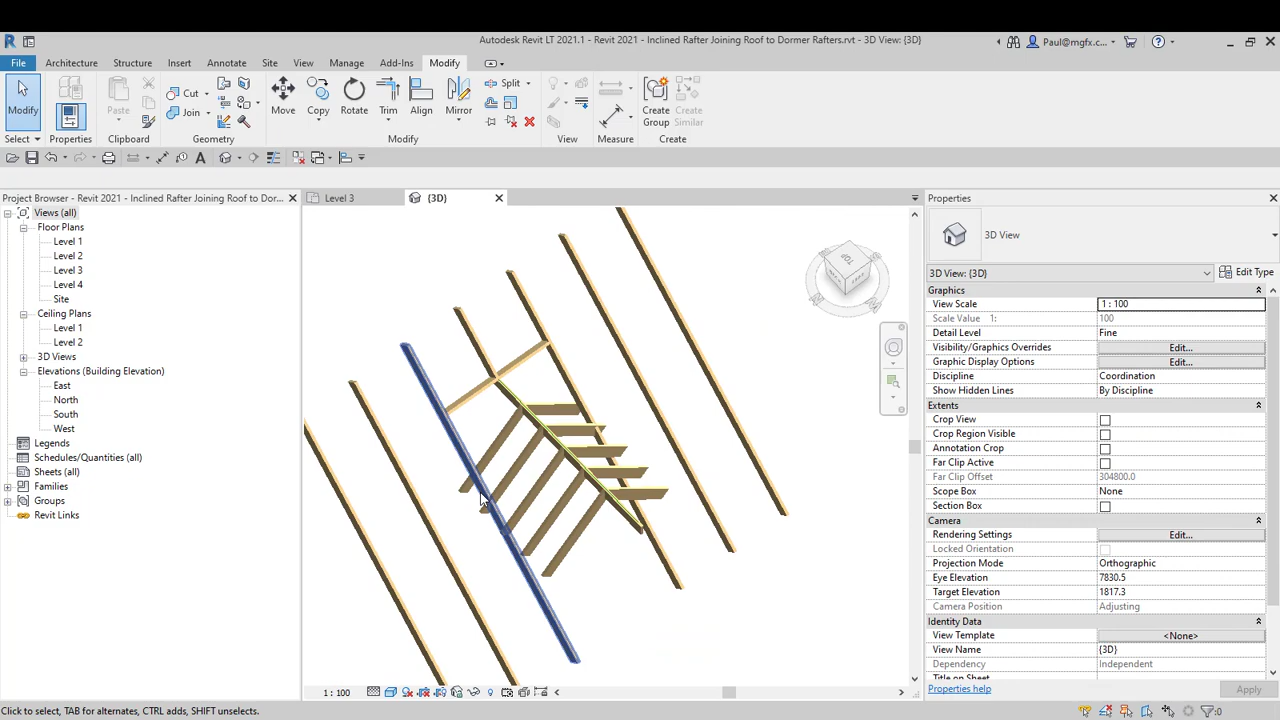 Autodesk Revit LT 2021.1 - Revit 2021 - Inclined Rafter Joining Roof to Dormer Rafters.rvt - 3D View: {3D}
Paul@mgfx.c...
File Architecture Structure Insert Annotate Site View Manage Add-Ins Modify
Modify
Paste
Cut
Join
Move Copy Rotate Trim Align Mirror
Split
Create Group
Create Similar
Select Properties Clipboard Geometry Modify View Measure Create
Project Browser - Revit 2021 - Inclined Rafter Joining Roof to Dor...
Level 3
{3D}
Properties
Views (all)
Floor Plans
Level 1
Level 2
Level 3
Level 4
Site
Ceiling Plans
Level 1
Level 2
3D Views
Elevations (Building Elevation)
East
North
South
West
Legends
Schedules/Quantities (all)
Sheets (all)
Families
Groups
Revit Links
TOP
3D View
3D View: {3D} Edit Type
Graphics
View Scale 1 : 100
Scale Value 1: 100
Detail Level Fine
Visibility/Graphics Overrides Edit...
Graphic Display Options Edit...
Discipline Coordination
Show Hidden Lines By Discipline
Extents
Crop View
Crop Region Visible
Annotation Crop
Far Clip Active
Far Clip Offset 304800.0
Scope Box None
Section Box
Camera
Rendering Settings Edit...
Locked Orientation
Projection Mode Orthographic
Eye Elevation 7830.5
Target Elevation 1817.3
Camera Position Adjusting
Identity Data
View Template <None>
View Name {3D}
Dependency Independent
Title on Sheet
Properties help Apply
1 : 100
Click to select, TAB for alternates, CTRL adds, SHIFT unselects.
:0